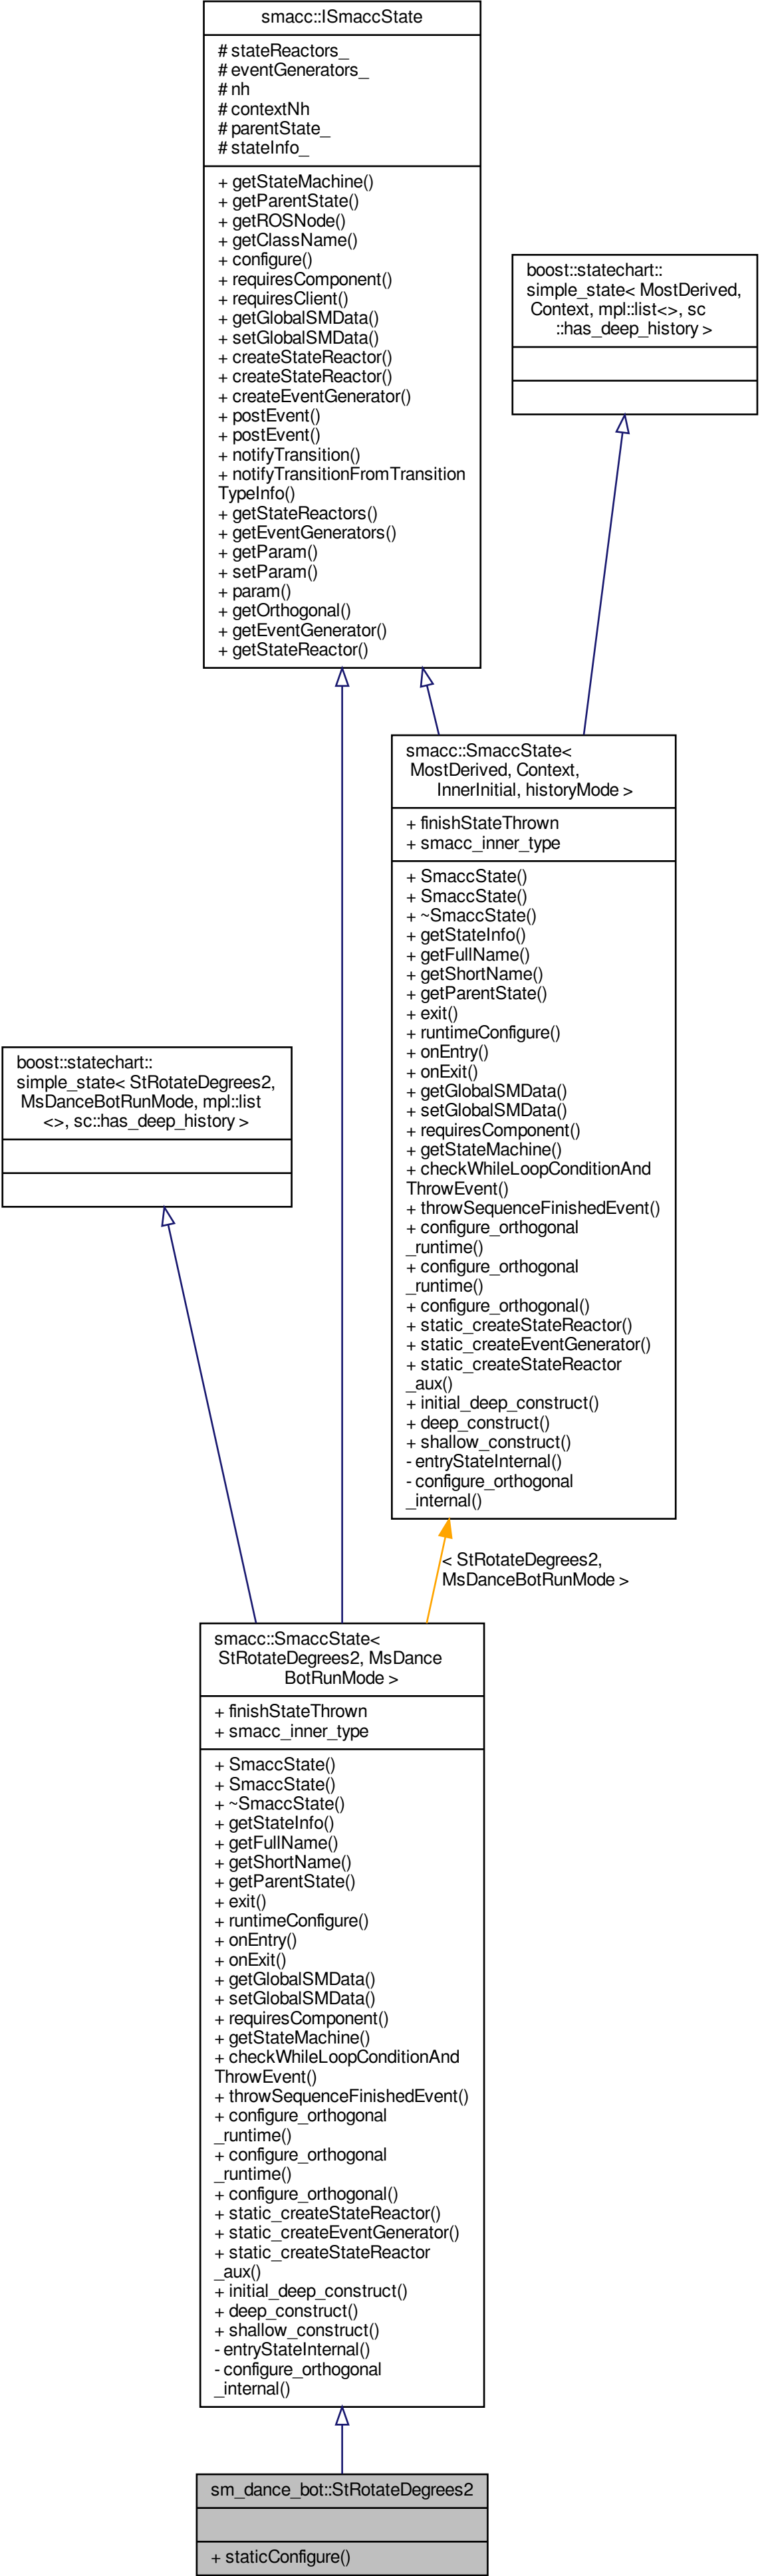 smacc::ISmaccState
# stateReactors_
# eventGenerators_
# nh
# contextNh
# parentState_
# stateInfo_
+ getStateMachine()
+ getParentState()
+ getROSNode()
+ getClassName()
+ configure()
+ requiresComponent()
+ requiresClient()
+ getGlobalSMData()
+ setGlobalSMData()
+ createStateReactor()
+ createStateReactor()
+ createEventGenerator()
+ postEvent()
+ postEvent()
+ notifyTransition()
+ notifyTransitionFromTransition
TypeInfo()
+ getStateReactors()
+ getEventGenerators()
+ getParam()
+ setParam()
+ param()
+ getOrthogonal()
+ getEventGenerator()
+ getStateReactor()
boost::statechart::
simple_state< MostDerived,
Context, mpl::list<>, sc
::has_deep_history >
smacc::SmaccState<
MostDerived, Context,
InnerInitial, historyMode >
+ finishStateThrown
+ smacc_inner_type
+ SmaccState()
+ SmaccState()
+ ~SmaccState()
+ getStateInfo()
+ getFullName()
+ getShortName()
+ getParentState()
+ exit()
+ runtimeConfigure()
+ onEntry()
+ onExit()
+ getGlobalSMData()
+ setGlobalSMData()
+ requiresComponent()
+ getStateMachine()
+ checkWhileLoopConditionAnd
ThrowEvent()
+ throwSequenceFinishedEvent()
+ configure_orthogonal
_runtime()
+ configure_orthogonal
_runtime()
+ configure_orthogonal()
+ static_createStateReactor()
+ static_createEventGenerator()
+ static_createStateReactor
_aux()
+ initial_deep_construct()
+ deep_construct()
+ shallow_construct()
- entryStateInternal()
- configure_orthogonal
_internal()
boost::statechart::
simple_state< StRotateDegrees2,
MsDanceBotRunMode, mpl::list
<>, sc::has_deep_history >
< StRotateDegrees2,
MsDanceBotRunMode >
smacc::SmaccState<
StRotateDegrees2, MsDance
BotRunMode >
+ finishStateThrown
+ smacc_inner_type
+ SmaccState()
+ SmaccState()
+ ~SmaccState()
+ getStateInfo()
+ getFullName()
+ getShortName()
+ getParentState()
+ exit()
+ runtimeConfigure()
+ onEntry()
+ onExit()
+ getGlobalSMData()
+ setGlobalSMData()
+ requiresComponent()
+ getStateMachine()
+ checkWhileLoopConditionAnd
ThrowEvent()
+ throwSequenceFinishedEvent()
+ configure_orthogonal
_runtime()
+ configure_orthogonal
_runtime()
+ configure_orthogonal()
+ static_createStateReactor()
+ static_createEventGenerator()
+ static_createStateReactor
_aux()
+ initial_deep_construct()
+ deep_construct()
+ shallow_construct()
- entryStateInternal()
- configure_orthogonal
_internal()
sm_dance_bot::StRotateDegrees2
+ staticConfigure()